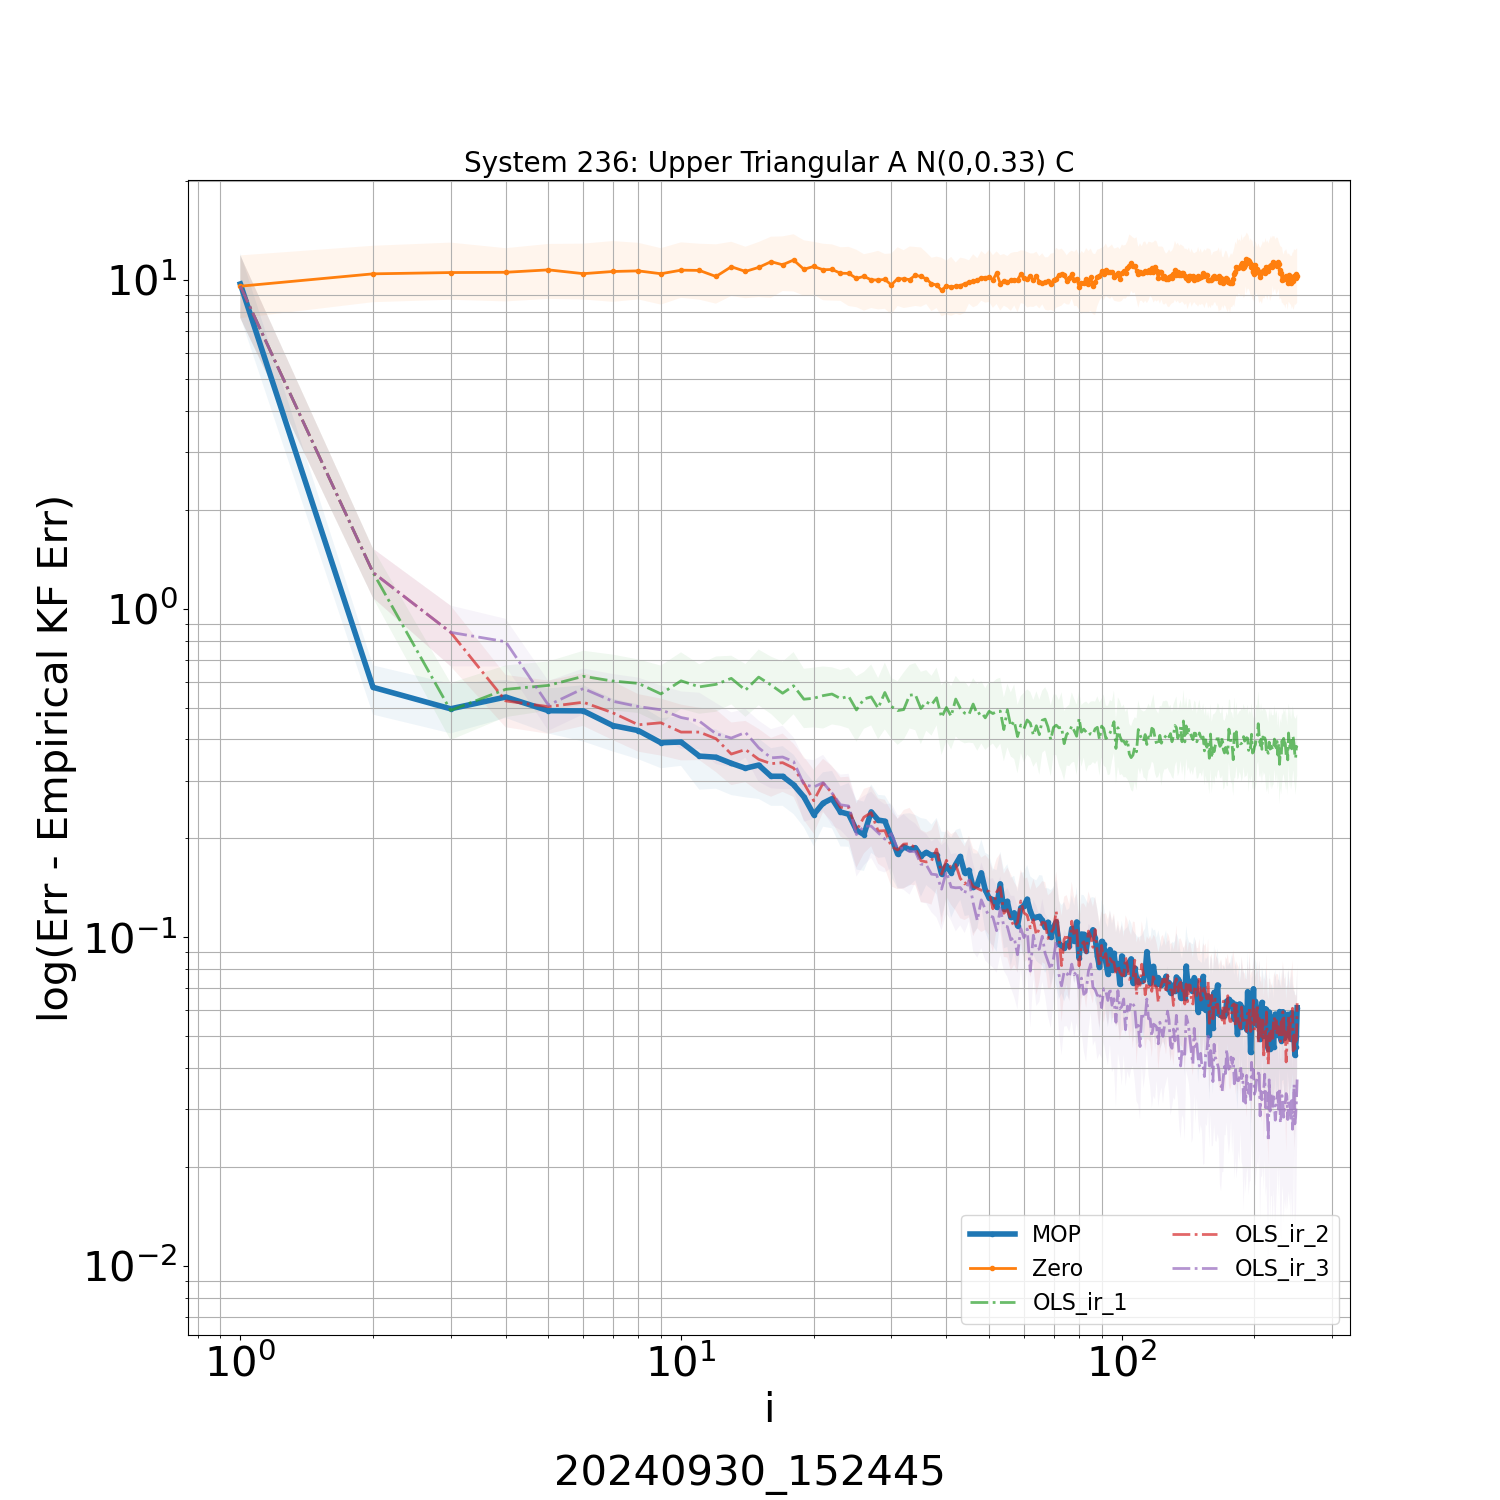 System 236: Upper Triangular A N(0,0.33) C
log(Err - Empirical KF Err)
10¹
10⁰
10⁻¹
10⁻²
MOP
Zero
OLS_ir_1
OLS_ir_2
OLS_ir_3
10⁰ 10¹ 10²
i
20240930_152445